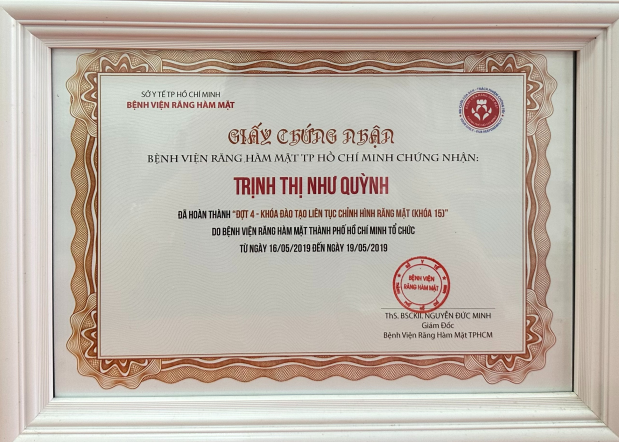 SỞ Y TẾ TP HỒ CHÍ MINH
BỆNH VIỆN RĂNG HÀM MẶT
GIẤY CHỨNG NHẬN
BỆNH VIỆN RĂNG HÀM MẶT TP HỒ CHÍ MINH CHỨNG NHẬN:
TRỊNH THỊ NHƯ QUỲNH
ĐÃ HOÀN THÀNH "ĐỢT 4 - KHÓA ĐÀO TẠO LIÊN TỤC CHỈNH HÌNH RĂNG MẶT (KHÓA 15)"
DO BỆNH VIỆN RĂNG HÀM MẶT THÀNH PHỐ HỒ CHÍ MINH TỔ CHỨC
TỪ NGÀY 16/05/2019 ĐẾN NGÀY 19/05/2019
BỆNH VIỆN
RĂNG HÀM MẶT
ThS. BSCKII. NGUYỄN ĐỨC MINH
Giám Đốc
Bệnh Viện Răng Hàm Mặt TPHCM